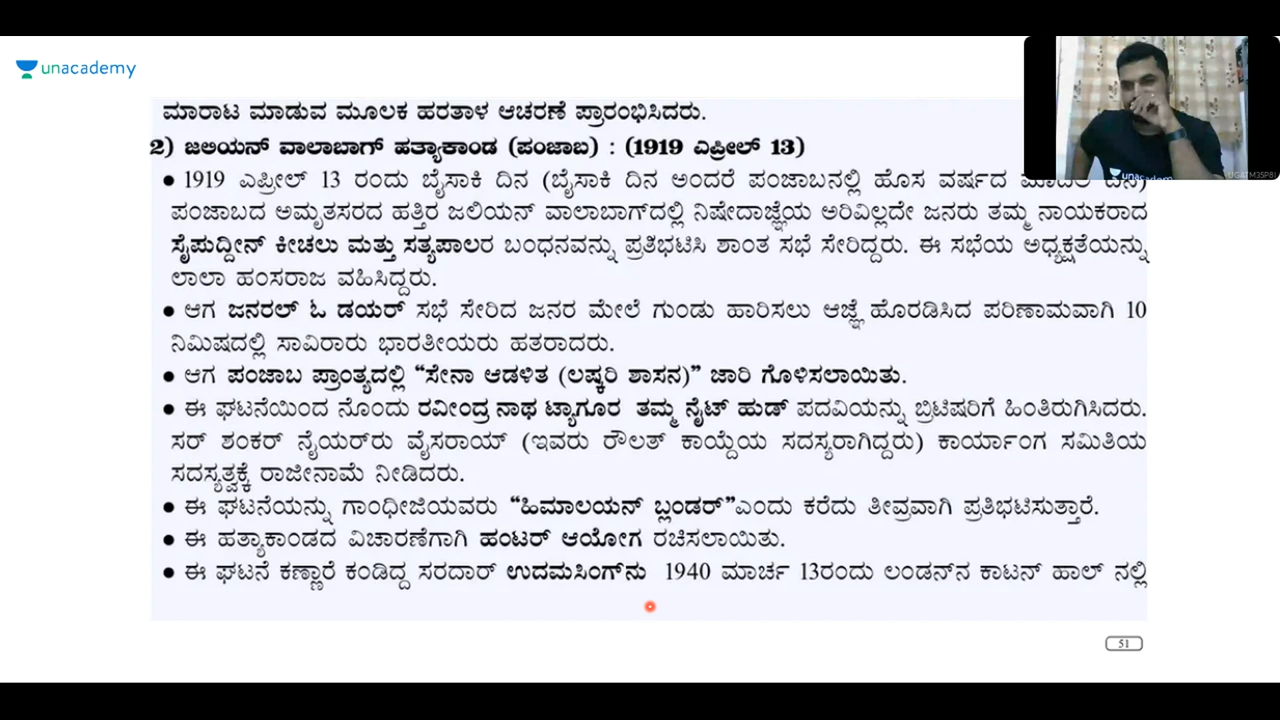 unacademy
ಮಾರಾಟ ಮಾಡುವ ಮೂಲಕ ಹರತಾಳ ಆಚರಣೆ ಪ್ರಾರಂಭಿಸಿದರು.
2) ಜಲಿಯನ್ ವಾಲಾಬಾಗ್ ಹತ್ಯಾಕಾಂಡ (ಪಂಜಾಬ) : (1919 ಎಪ್ರೀಲ್ 13)
● 1919 ಎಪ್ರೀಲ್ 13 ರಂದು ಬೈಸಾಕಿ ದಿನ (ಬೈಸಾಕಿ ದಿನ ಅಂದರೆ ಪಂಜಾಬನಲ್ಲಿ ಹೊಸ ವರ್ಷದ
ಪಂಜಾಬದ ಅಮೃತಸರದ ಹತ್ತಿರ ಜಲಿಯನ್ ವಾಲಾಬಾಗ್‌ದಲ್ಲಿ ನಿಷೇದಾಜ್ಞೆಯ ಅರಿವಿಲ್ಲದೇ ಜನರು ತಮ್ಮ ನಾಯಕರಾದ
ಸೈಫುದ್ದೀನ್ ಕೀಚಲು ಮತ್ತು ಸತ್ಯಪಾಲರ ಬಂಧನವನ್ನು ಪ್ರತಿಭಟಿಸಿ ಶಾಂತ ಸಭೆ ಸೇರಿದ್ದರು. ಈ ಸಭೆಯ ಅಧ್ಯಕ್ಷತೆಯನ್ನು
ಲಾಲಾ ಹಂಸರಾಜ ವಹಿಸಿದ್ದರು.
● ಆಗ ಜನರಲ್ ಓ ಡಯರ್ ಸಭೆ ಸೇರಿದ ಜನರ ಮೇಲೆ ಗುಂಡು ಹಾರಿಸಲು ಆಜ್ಞೆ ಹೊರಡಿಸಿದ ಪರಿಣಾಮವಾಗಿ 10
ನಿಮಿಷದಲ್ಲಿ ಸಾವಿರಾರು ಭಾರತೀಯರು ಹತರಾದರು.
● ಆಗ ಪಂಜಾಬ ಪ್ರಾಂತ್ಯದಲ್ಲಿ “ಸೇನಾ ಆಡಳಿತ (ಲಷ್ಕರಿ ಶಾಸನ)” ಜಾರಿ ಗೊಳಿಸಲಾಯಿತು.
● ಈ ಘಟನೆಯಿಂದ ನೊಂದು ರವೀಂದ್ರ ನಾಥ ಟ್ಯಾಗೂರ ತಮ್ಮ ನೈಟ್ ಹುಡ್ ಪದವಿಯನ್ನು ಬ್ರಿಟಿಷರಿಗೆ ಹಿಂತಿರುಗಿಸಿದರು.
ಸರ್ ಶಂಕರ್ ನೈಯರ್‌ರು ವೈಸರಾಯ್ (ಇವರು ರೌಲತ್ ಕಾಯ್ದೆಯ ಸದಸ್ಯರಾಗಿದ್ದರು) ಕಾರ್ಯಾಂಗ ಸಮಿತಿಯ
ಸದಸ್ಯತ್ವಕ್ಕೆ ರಾಜೀನಾಮೆ ನೀಡಿದರು.
● ಈ ಘಟನೆಯನ್ನು ಗಾಂಧೀಜಿಯವರು “ಹಿಮಾಲಯನ್ ಬ್ಲಂಡರ್”ಎಂದು ಕರೆದು ತೀವ್ರವಾಗಿ ಪ್ರತಿಭಟಿಸುತ್ತಾರೆ.
● ಈ ಹತ್ಯಾಕಾಂಡದ ವಿಚಾರಣೆಗಾಗಿ ಹಂಟರ್ ಆಯೋಗ ರಚಿಸಲಾಯಿತು.
● ಈ ಘಟನೆ ಕಣ್ಣಾರೆ ಕಂಡಿದ್ದ ಸರದಾರ್ ಉದಮಸಿಂಗ್‌ನು 1940 ಮಾರ್ಚ 13ರಂದು ಲಂಡನ್‌ನ ಕಾಟನ್ ಹಾಲ್ ನಲ್ಲಿ
51